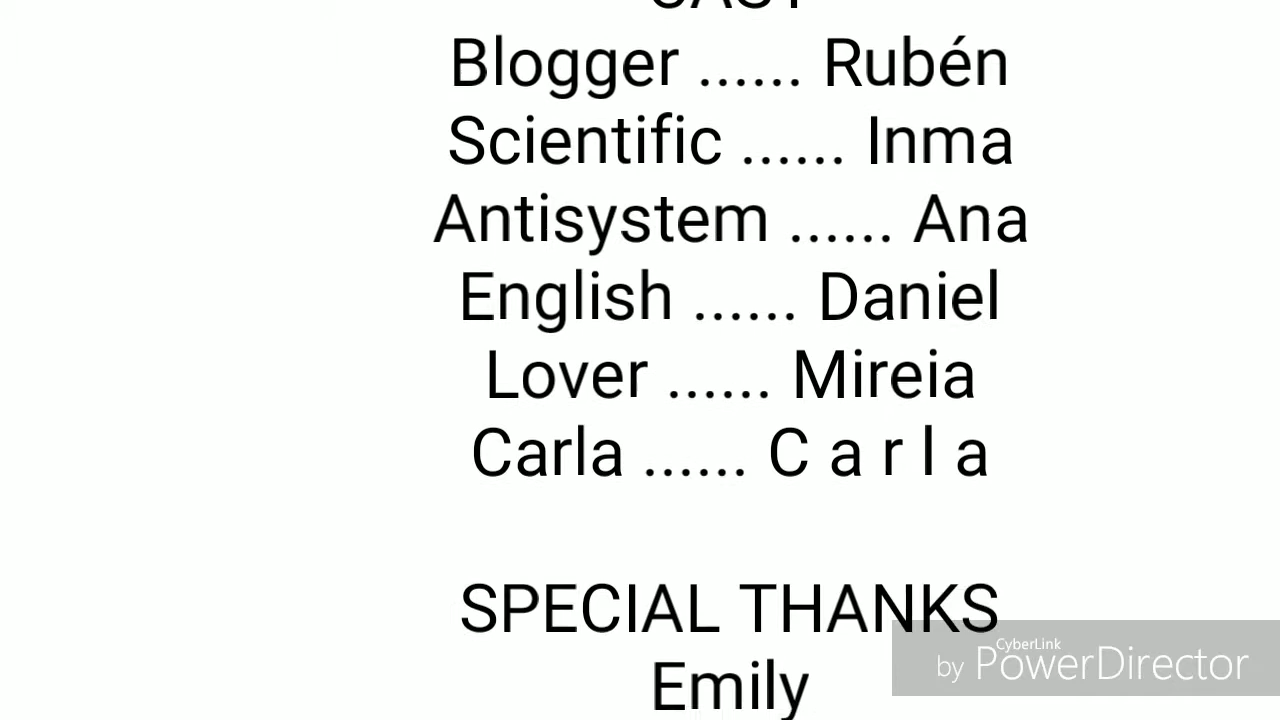 CAST
Blogger ...... Rubén
Scientific ...... Inma
Antisystem ...... Ana
English ...... Daniel
Lover ...... Mireia
Carla ...... C a r l a
SPECIAL THANKS
Emily
CyberLink
by PowerDirector